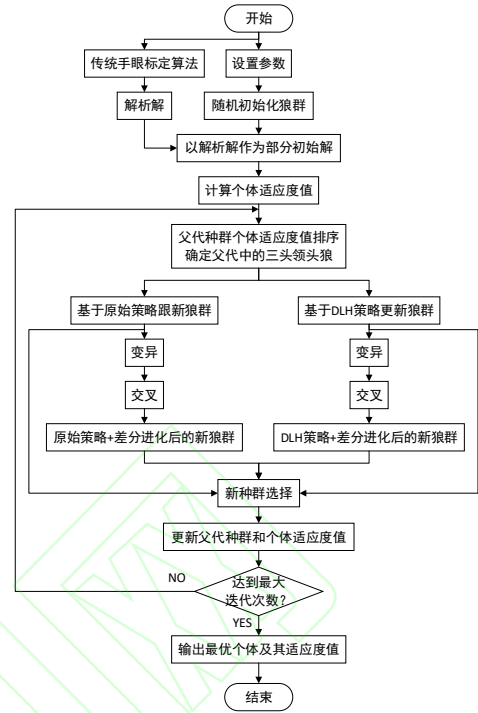 开始
传统手眼标定算法
设置参数
解析解
随机初始化狼群
以解析解作为部分初始解
计算个体适应度值
父代种群个体适应度值排序
确定父代中的三头领头狼
基于原始策略跟新狼群
基于DLH策略更新狼群
变异
变异
交叉
交叉
原始策略+差分进化后的新狼群
DLH策略+差分进化后的新狼群
新种群选择
更新父代种群和个体适应度值
NO
达到最大
迭代次数?
YES
输出最优个体及其适应度值
结束